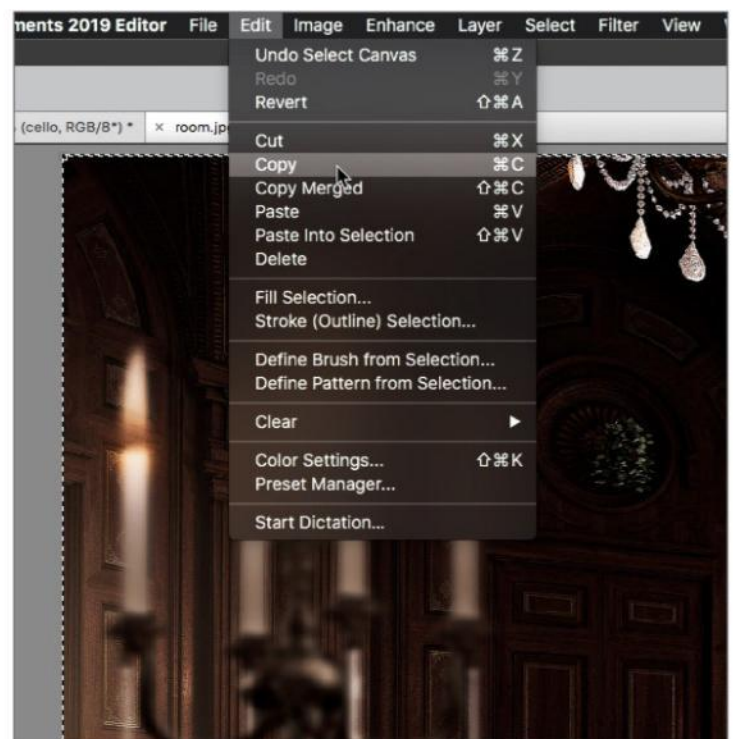 ments 2019 Editor File Edit Image Enhance Layer Select Filter View
(cello, RGB/8*) * × room.jp
Undo Select Canvas ⌘Z
Redo ⌘Y
Revert ⇧⌘A
Cut ⌘X
Copy ⌘C
Copy Merged ⇧⌘C
Paste ⌘V
Paste Into Selection ⇧⌘V
Delete
Fill Selection...
Stroke (Outline) Selection...
Define Brush from Selection...
Define Pattern from Selection...
Clear ▶
Color Settings... ⇧⌘K
Preset Manager...
Start Dictation...